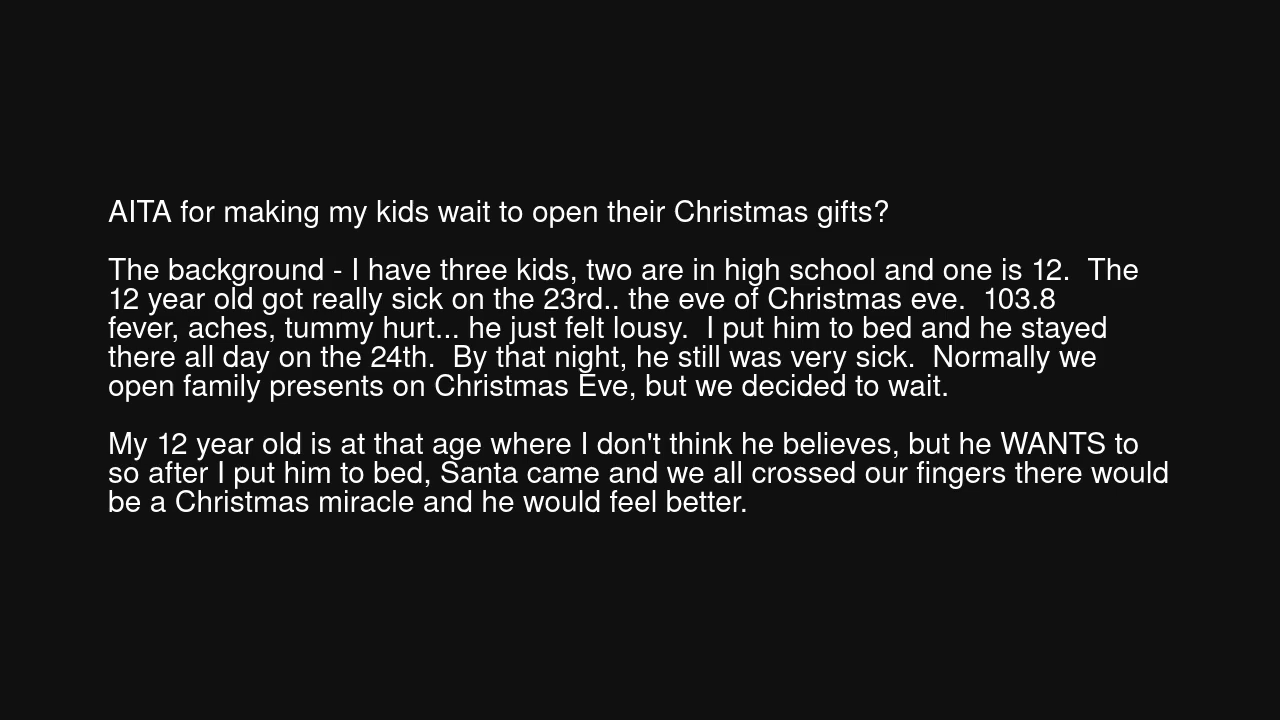 AITA for making my kids wait to open their Christmas gifts?
The background - I have three kids, two are in high school and one is 12.  The
12 year old got really sick on the 23rd.. the eve of Christmas eve.  103.8
fever, aches, tummy hurt... he just felt lousy.  I put him to bed and he stayed
there all day on the 24th.  By that night, he still was very sick.  Normally we
open family presents on Christmas Eve, but we decided to wait.
My 12 year old is at that age where I don't think he believes, but he WANTS to
so after I put him to bed, Santa came and we all crossed our fingers there would
be a Christmas miracle and he would feel better.